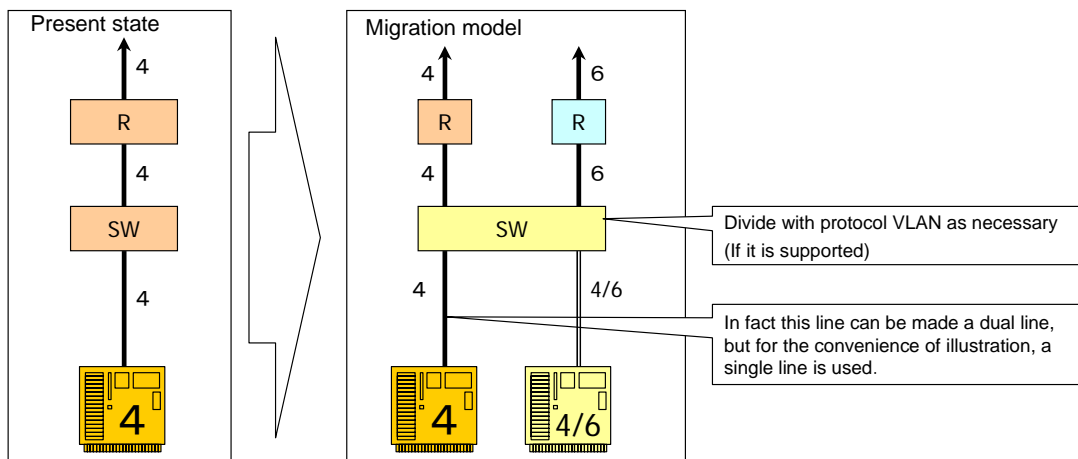 Present state
4
R
4
SW
4
4
Migration model
4
6
R
R
4
6
SW
4
4/6
4
4/6
Divide with protocol VLAN as necessary
(If it is supported)
In fact this line can be made a dual line,
but for the convenience of illustration, a
single line is used.